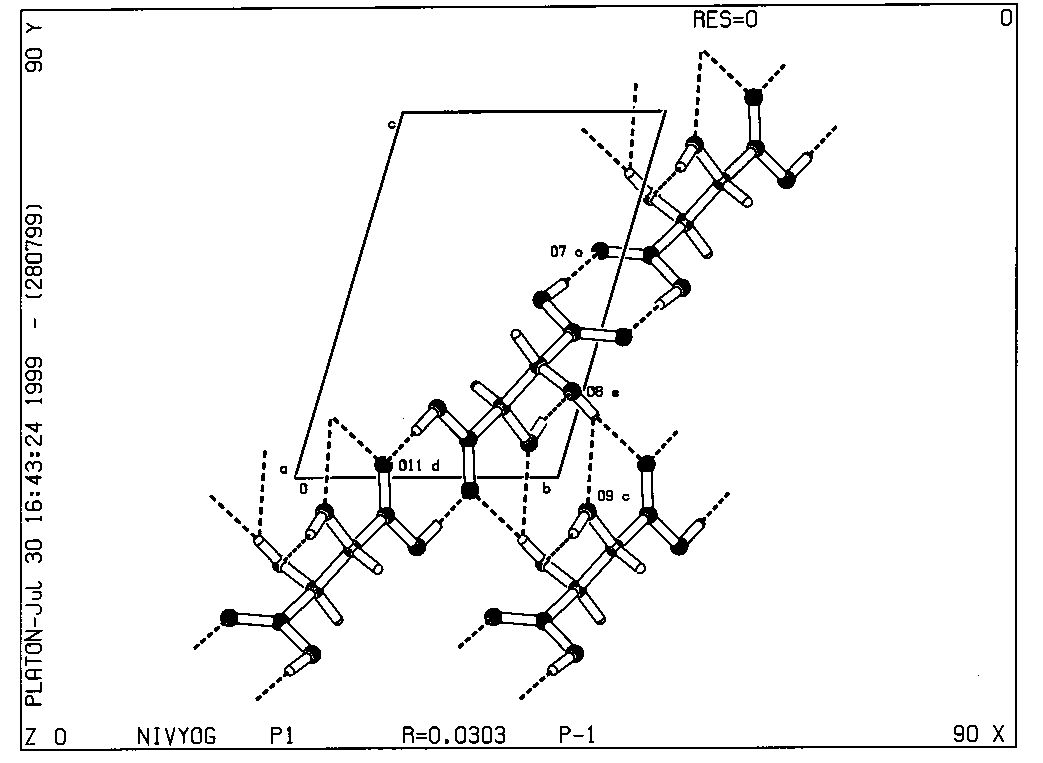 RES=0 0
90 Y
c
O7 a
O8 e
a
O11 d
0
b
O9 c
PLATON-Jul 30 16:43:24 1999 - (280799)
Z 0 NIVYOG P1 R=0.0303 P-1 90 X